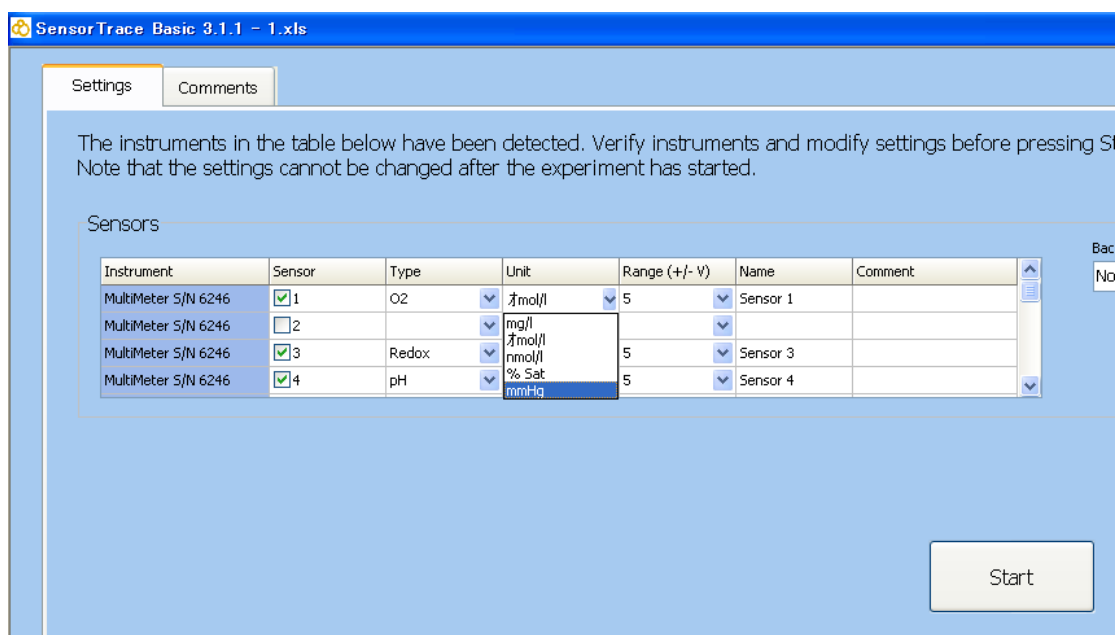 SensorTrace Basic 3.1.1 - 1.xls
Settings Comments
The instruments in the table below have been detected. Verify instruments and modify settings before pressing St
Note that the settings cannot be changed after the experiment has started.
Sensors
Bac
No
Instrument Sensor Type Unit Range (+/- V) Name Comment
MultiMeter S/N 6246 1 O2 オmol/l 5 Sensor 1
MultiMeter S/N 6246 2
MultiMeter S/N 6246 3 Redox 5 Sensor 3
MultiMeter S/N 6246 4 pH 5 Sensor 4
mg/l
オmol/l
nmol/l
% Sat
mmHg
Start